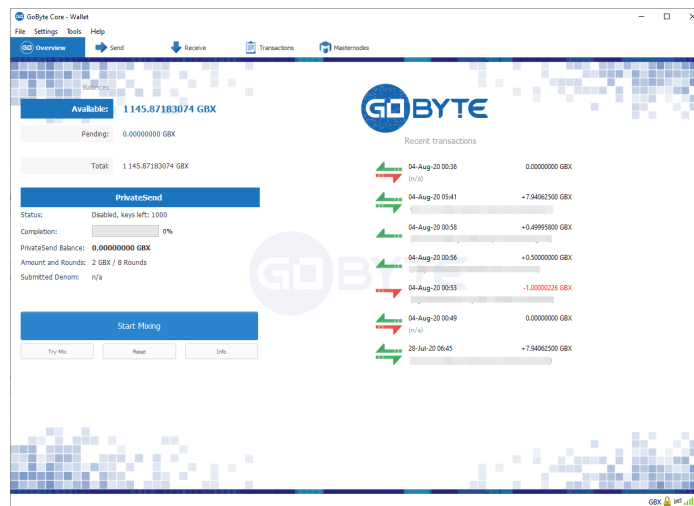 GoByte Core - Wallet
File Settings Tools Help
Overview Send Receive Transactions Masternodes
Balances
Available: 1 145.87183074 GBX
Pending: 0.00000000 GBX
Total: 1 145.87183074 GBX
PrivateSend
Status: Disabled, keys left: 1000
Completion: 0%
PrivateSend Balance: 0.00000000 GBX
Amount and Rounds: 2 GBX / 8 Rounds
Submitted Denom: n/a
Start Mixing
Try Mix Reset Info
GOBYTE
Recent transactions
04-Aug-20 00:36 0.00000000 GBX
(n/a)
04-Aug-20 05:41 +7.94062500 GBX
04-Aug-20 00:58 +0.49995800 GBX
04-Aug-20 00:56 +0.50000000 GBX
04-Aug-20 00:53 -1.00000226 GBX
04-Aug-20 00:49 0.00000000 GBX
(n/a)
28-Jul-20 06:45 +7.94062500 GBX
GOBYTE
GBX